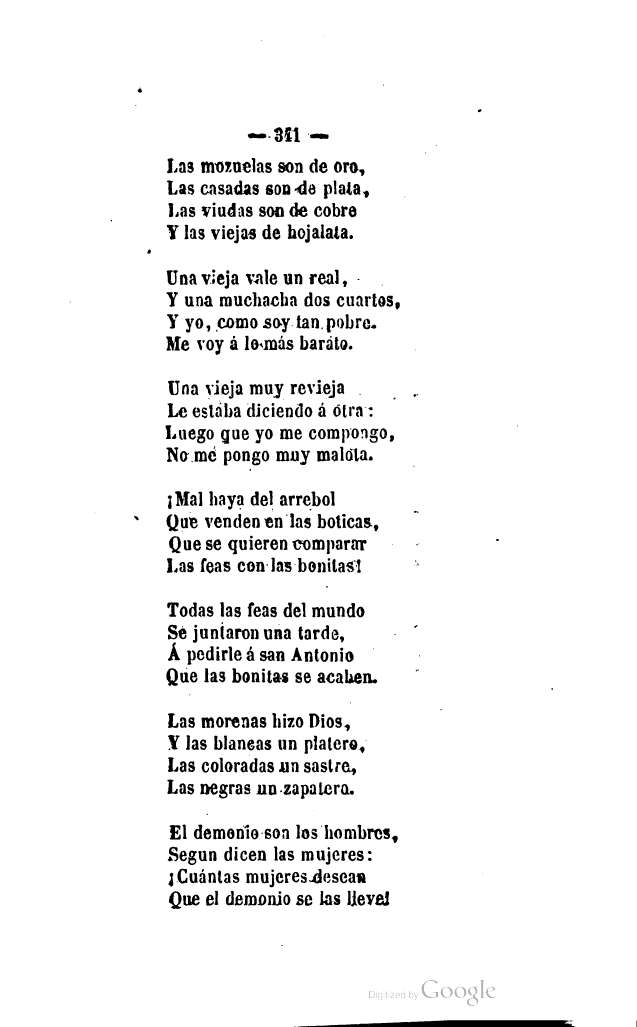 — 311 —
Las mozuelas son de oro,
Las casadas son de plata,
Las viudas son de cobre
Y las viejas de hojalata.
Una vieja vale un real,
Y una muchacha dos cuartos,
Y yo, como soy tan pobre.
Me voy á lo más baráto.
Una vieja muy revieja
Le estába diciendo á ótra:
Luego que yo me compongo,
No me pongo muy malóta.
¡Mal haya del arrebol
Que venden en las boticas,
Que se quieren comparar
Las feas con las bonitas!
Todas las feas del mundo
Se juntaron una tarde,
Á pedirle á san Antonio
Que las bonitas se acaben.
Las morenas hizo Dios,
Y las blancas un platero,
Las coloradas un sastre,
Las negras un zapatero.
El demonio son los hombres,
Segun dicen las mujeres:
¡Cuántas mujeres desean
Que el demonio se las lleve!
Digitized by Google